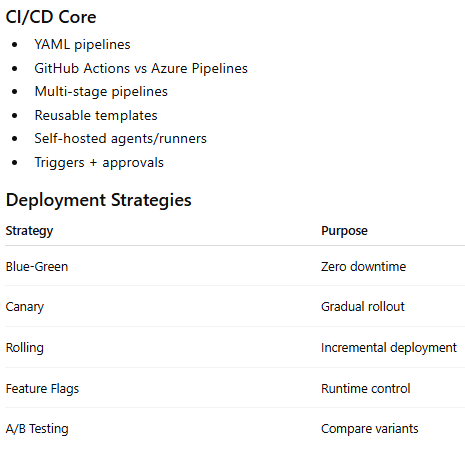 CI/CD Core
• YAML pipelines
• GitHub Actions vs Azure Pipelines
• Multi-stage pipelines
• Reusable templates
• Self-hosted agents/runners
• Triggers + approvals
Deployment Strategies
Strategy Purpose
Blue-Green Zero downtime
Canary Gradual rollout
Rolling Incremental deployment
Feature Flags Runtime control
A/B Testing Compare variants